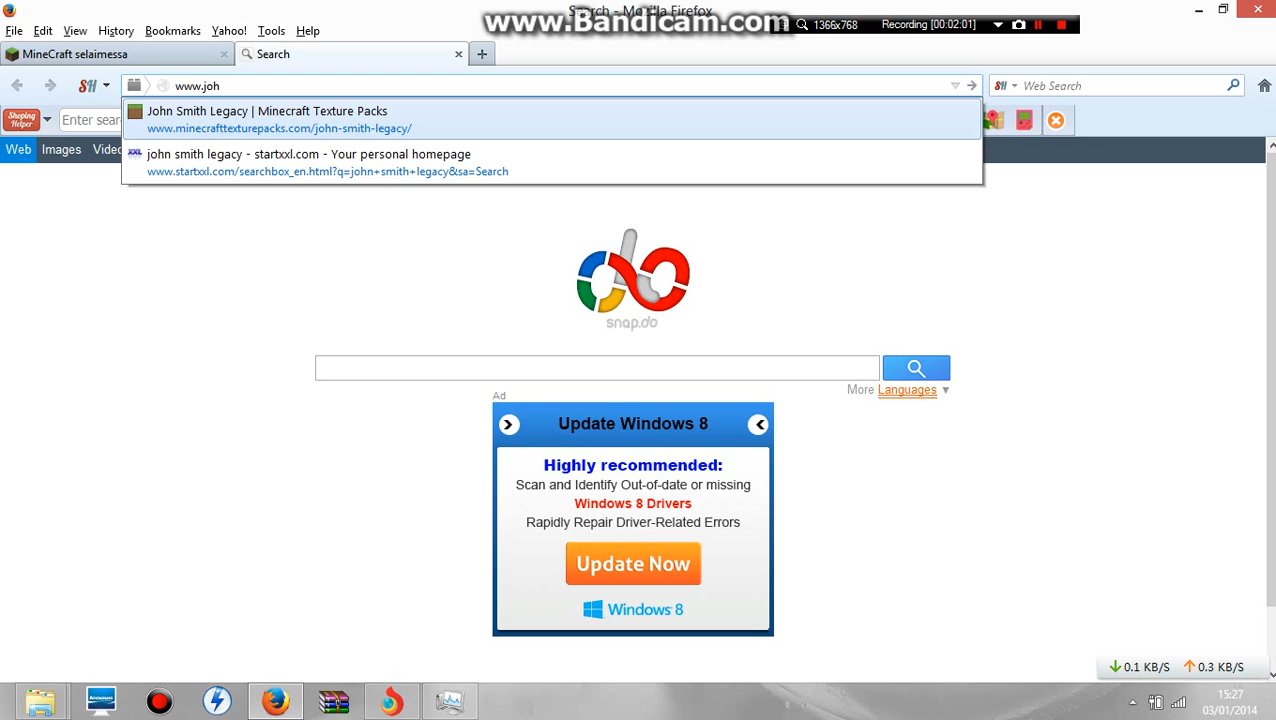 Search - Mozilla Firefox
www.Bandicam.com
1366x768
Recording [00:02:01]
File Edit View History Bookmarks Yahoo! Tools Help
MineCraft selaimessa
Search
SH
www.joh
SH
Web Search
Shoping Helper
Enter sear
John Smith Legacy | Minecraft Texture Packs
www.minecrafttexturepacks.com/john-smith-legacy/
XXL
john smith legacy - startxxl.com - Your personal homepage
www.startxxl.com/searchbox_en.html?q=john+smith+legacy&sa=Search
Web Images Video
snap.do
More Languages ▼
Ad
Update Windows 8
Highly recommended:
Scan and Identify Out-of-date or missing
Windows 8 Drivers
Rapidly Repair Driver-Related Errors
Update Now
Windows 8
0.1 KB/S 0.3 KB/S
lenovo
15:27
03/01/2014